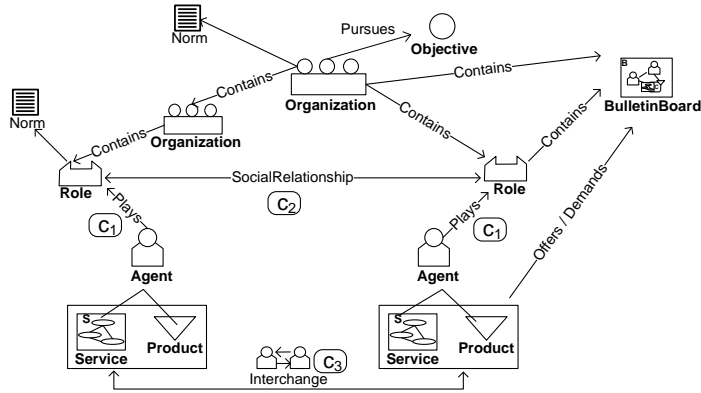 Norm
Pursues
Objective
Contains
Contains
Organization
B
BulletinBoard
Norm
Contains
Organization
Contains
Contains
Role
SocialRelationship
Role
C2
Plays
C1
Plays
C1
Offers / Demands
Agent
Agent
S
Service
Product
S
Service
Product
C3
Interchange